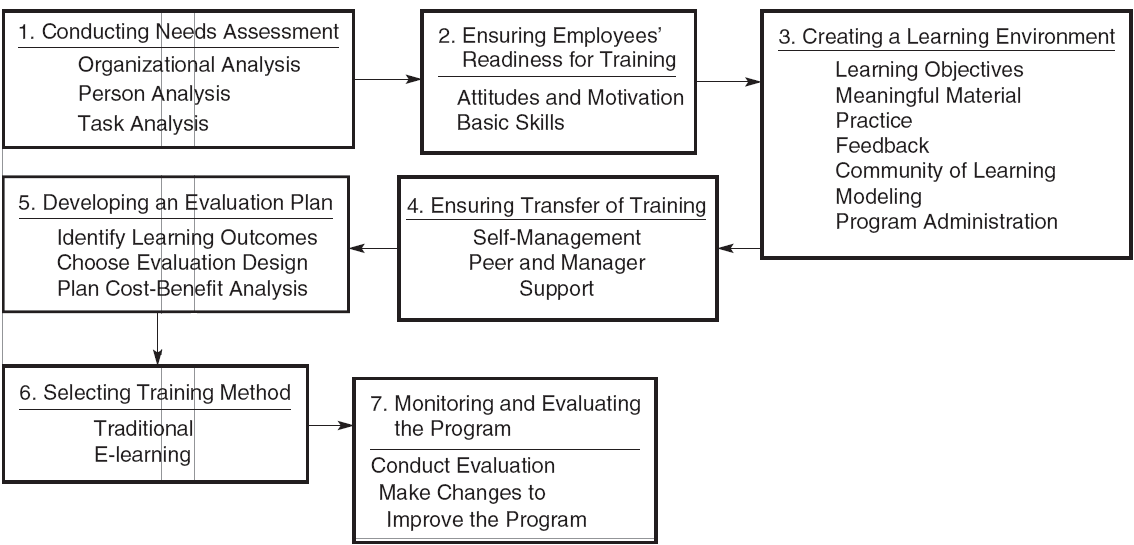 1. Conducting Needs Assessment
Organizational Analysis
Person Analysis
Task Analysis
2. Ensuring Employees’
Readiness for Training
Attitudes and Motivation
Basic Skills
3. Creating a Learning Environment
Learning Objectives
Meaningful Material
Practice
Feedback
Community of Learning
Modeling
Program Administration
4. Ensuring Transfer of Training
Self-Management
Peer and Manager
Support
5. Developing an Evaluation Plan
Identify Learning Outcomes
Choose Evaluation Design
Plan Cost-Benefit Analysis
6. Selecting Training Method
Traditional
E-learning
7. Monitoring and Evaluating
the Program
Conduct Evaluation
Make Changes to
Improve the Program